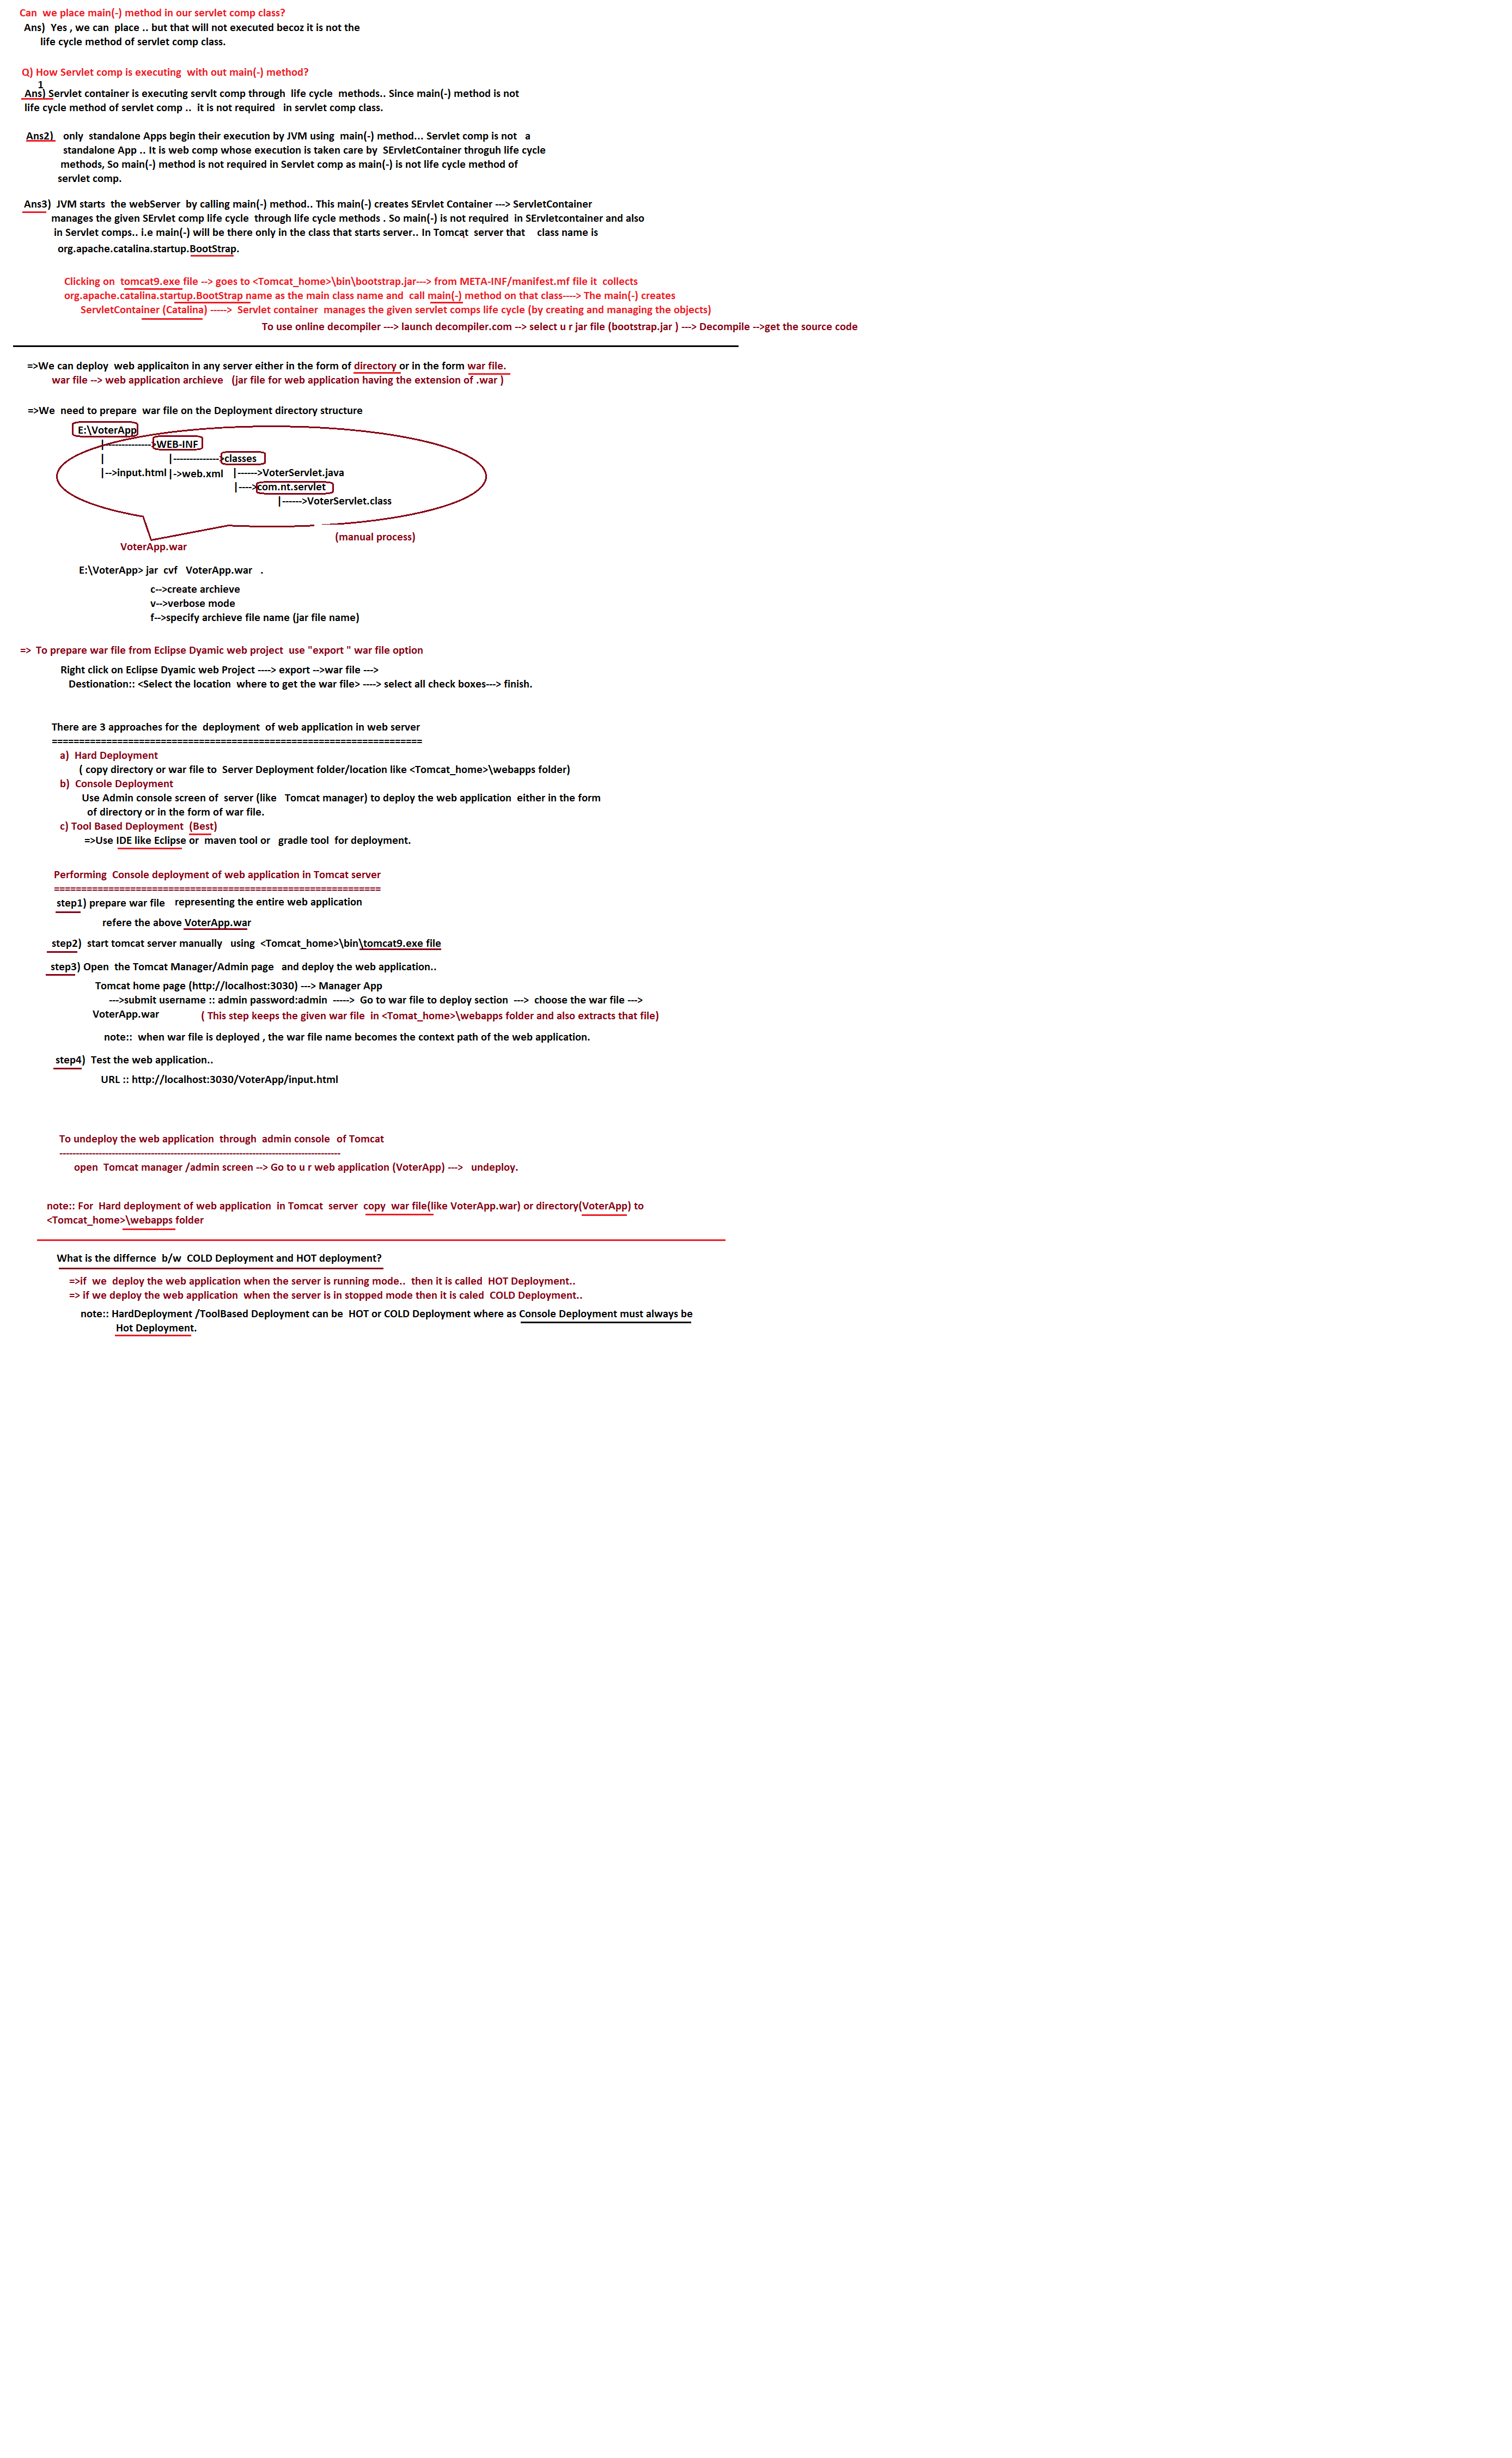 Can  we place main(-) method in our servlet comp class?
Ans)  Yes , we can  place .. but that will not executed becoz it is not the
life cycle method of servlet comp class.
Q) How Servlet comp is executing  with out main(-) method?
1
Ans) Servlet container is executing servlt comp through  life cycle  methods.. Since main(-) method is not
life cycle method of servlet comp ..  it is not required   in servlet comp class.
Ans2)   only  standalone Apps begin their execution by JVM using  main(-) method... Servlet comp is not   a
standalone App .. It is web comp whose execution is taken care by  SErvletContainer throguh life cycle
methods, So main(-) method is not required in Servlet comp as main(-) is not life cycle method of
servlet comp.
Ans3)  JVM starts  the webServer  by calling main(-) method.. This main(-) creates SErvlet Container ---> ServletContainer
manages the given SErvlet comp life cycle  through life cycle methods . So main(-) is not required  in SErvletcontainer and also
in Servlet comps.. i.e main(-) will be there only in the class that starts server.. In Tomcat  server that    class name is
org.apache.catalina.startup.BootStrap.
Clicking on  tomcat9.exe file --> goes to <Tomcat_home>\bin\bootstrap.jar---> from META-INF/manifest.mf file it  collects
org.apache.catalina.startup.BootStrap name as the main class name and  call main(-) method on that class----> The main(-) creates
ServletContainer (Catalina) ----->  Servlet container  manages the given servlet comps life cycle (by creating and managing the objects)
To use online decompiler ---> launch decompiler.com --> select u r jar file (bootstrap.jar ) ---> Decompile -->get the source code
=>We can deploy  web applicaiton in any server either in the form of directory or in the form war file.
war file --> web application archieve   (jar file for web application having the extension of .war )
=>We  need to prepare  war file on the Deployment directory structure
E:\VoterApp
|------------->WEB-INF
|    |-------------->classes
|-->input.html |->web.xml   |------>VoterServlet.java
|---->com.nt.servlet
|------>VoterServlet.class
(manual process)
VoterApp.war
E:\VoterApp> jar  cvf   VoterApp.war   .
c-->create archieve
v-->verbose mode
f-->specify archieve file name (jar file name)
=>  To prepare war file from Eclipse Dyamic web project  use "export " war file option
Right click on Eclipse Dyamic web Project ----> export -->war file --->
Destionation:: <Select the location  where to get the war file> ----> select all check boxes---> finish.
There are 3 approaches for the  deployment  of web application in web server
====================================================================
a)  Hard Deployment
( copy directory or war file to  Server Deployment folder/location like <Tomcat_home>\webapps folder)
b)  Console Deployment
Use Admin console screen of  server (like   Tomcat manager) to deploy the web application  either in the form
of directory or in the form of war file.
c) Tool Based Deployment  (Best)
=>Use IDE like Eclipse or  maven tool or   gradle tool  for deployment.
Performing  Console deployment of web application in Tomcat server
============================================================
step1) prepare war file   representing the entire web application
refere the above VoterApp.war
step2)  start tomcat server manually   using  <Tomcat_home>\bin\tomcat9.exe file
step3) Open  the Tomcat Manager/Admin page   and deploy the web application..
Tomcat home page (http://localhost:3030) ---> Manager App
--->submit username :: admin password:admin  ----->  Go to war file to deploy section  --->  choose the war file --->
VoterApp.war   ( This step keeps the given war file  in <Tomat_home>\webapps folder and also extracts that file)
note::  when war file is deployed , the war file name becomes the context path of the web application.
step4)  Test the web application..
URL :: http://localhost:3030/VoterApp/input.html
To undeploy the web application  through  admin console  of Tomcat
--------------------------------------------------------------------------------------
open  Tomcat manager /admin screen --> Go to u r web application (VoterApp) --->   undeploy.
note:: For  Hard deployment of web application  in Tomcat  server  copy  war file(like VoterApp.war) or directory(VoterApp) to
<Tomcat_home>\webapps folder
What is the differnce  b/w  COLD Deployment and HOT deployment?
=>if  we  deploy the web application when the server is running mode..  then it is called  HOT Deployment..
=> if we deploy the web application  when the server is in stopped mode then it is caled  COLD Deployment..
note:: HardDeployment /ToolBased Deployment can be  HOT or COLD Deployment where as Console Deployment must always be
Hot Deployment.